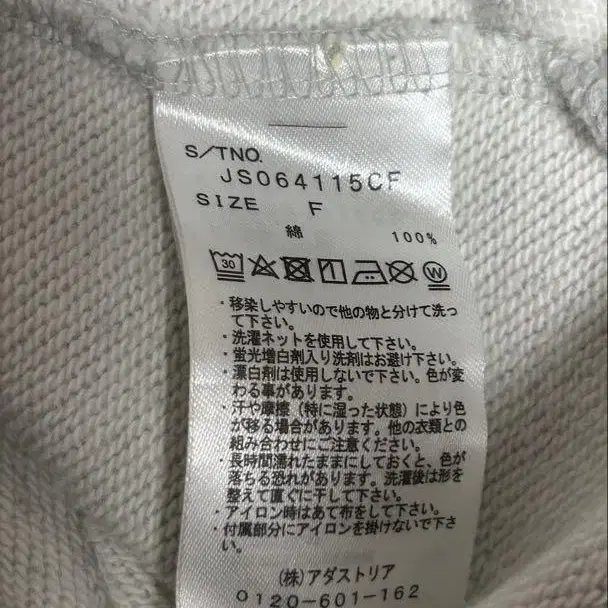 S/TNO.
JS064115CF
SIZE F
綿 100%
30
W
・移染しやすいので他の物と分けて洗っ
て下さい。
・洗濯ネットを使用して下さい。
・蛍光増白剤入り洗剤はお避け下さい。
・漂白剤は使用しないで下さい。色が変
わる事があります。
・汗や摩擦（特に湿った状態）により色
が移る場合があります。他の衣類との
組み合わせにご注意ください。
・長時間濡れたままにしておくと、色が
落ちる恐れがあります。洗濯後は形を
整えて直ぐに干して下さい。
・アイロン時はあて布をして下さい。
・付属部分にアイロンを掛けないで下さ
い。
（株）アダストリア
0120-601-162